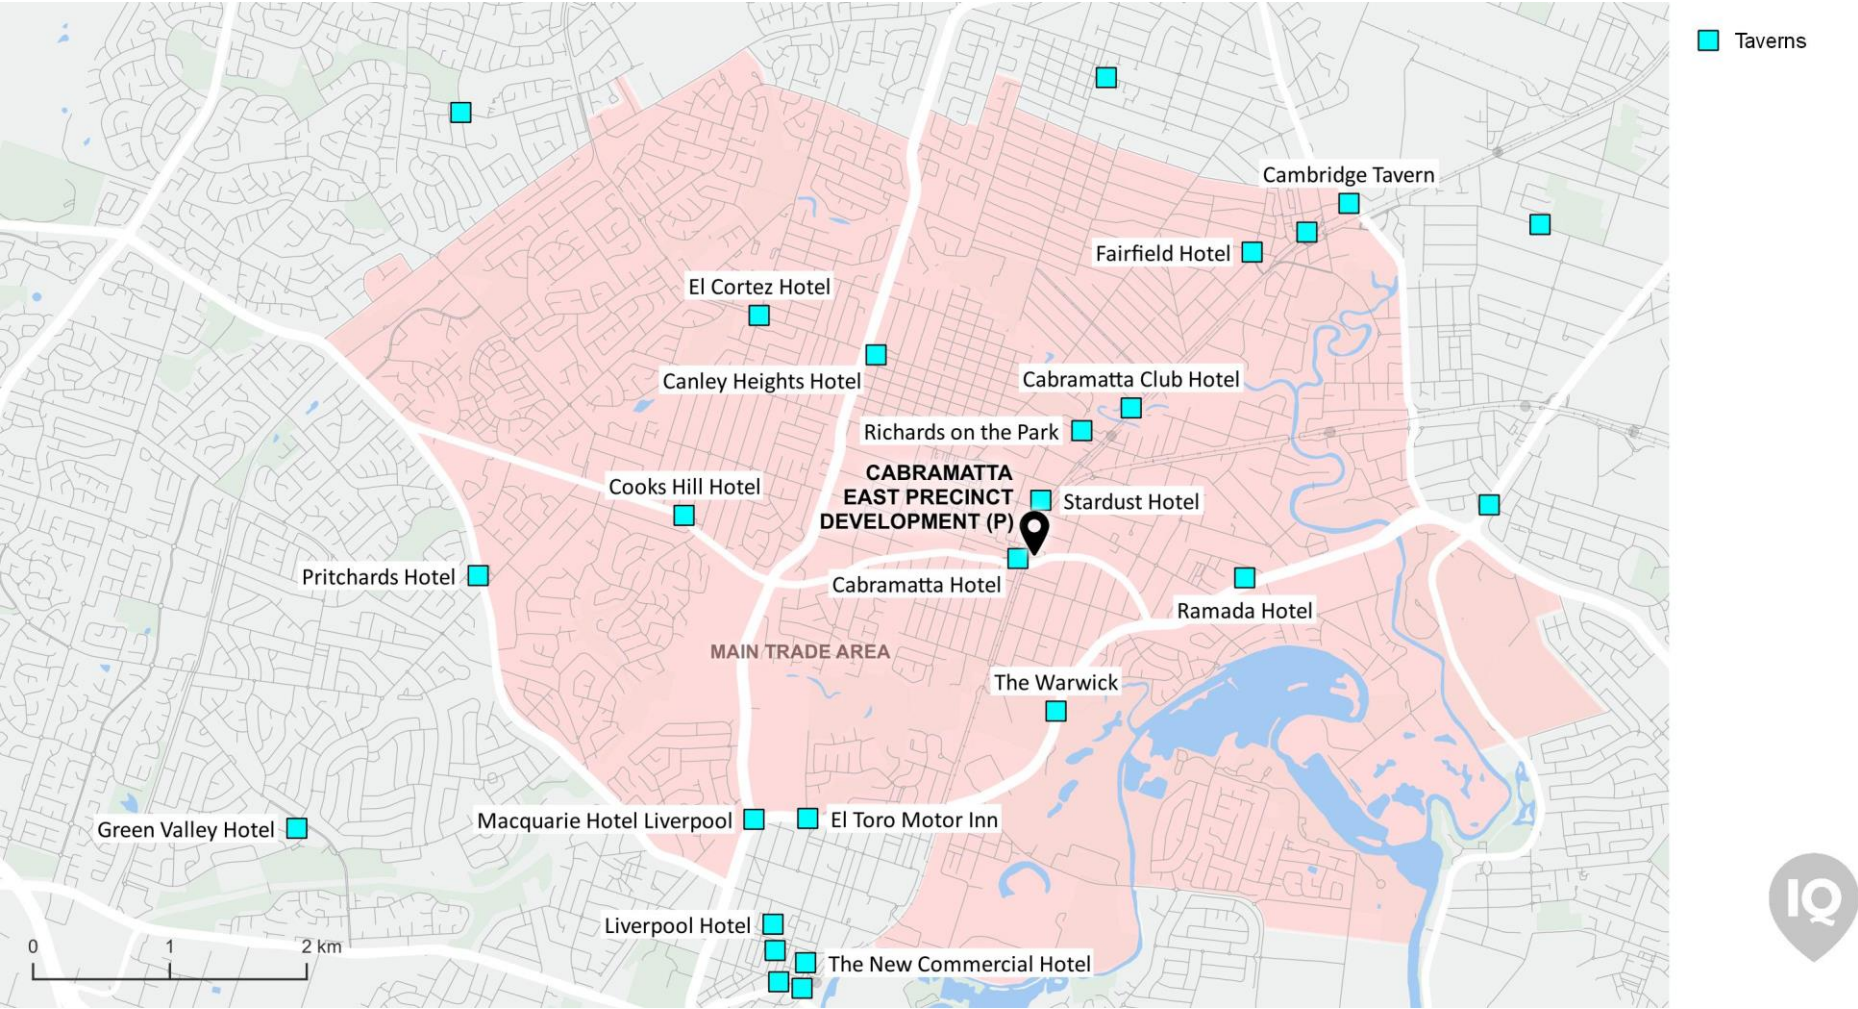 Taverns
Cambridge Tavern
Fairfield Hotel
El Cortez Hotel
Canley Heights Hotel
Cabramatta Club Hotel
Richards on the Park
CABRAMATTA
EAST PRECINCT
DEVELOPMENT (P)
Cooks Hill Hotel
Stardust Hotel
Pritchards Hotel
Cabramatta Hotel
Ramada Hotel
MAIN TRADE AREA
The Warwick
Macquarie Hotel Liverpool
El Toro Motor Inn
Green Valley Hotel
Liverpool Hotel
The New Commercial Hotel
0 1 2 km
IQ